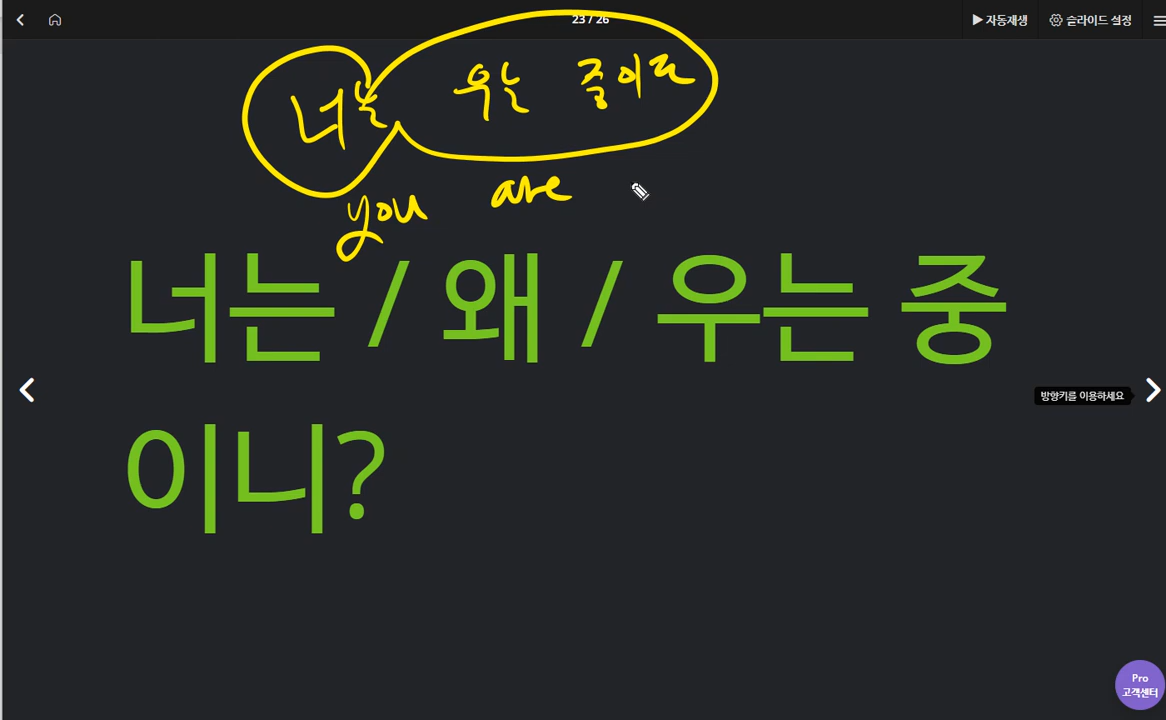 23 / 26
자동재생
슬라이드 설정
너는 우는 중이다
you are
너는 / 왜 / 우는 중
이니?
방향키를 이용하세요
Pro
고객센터